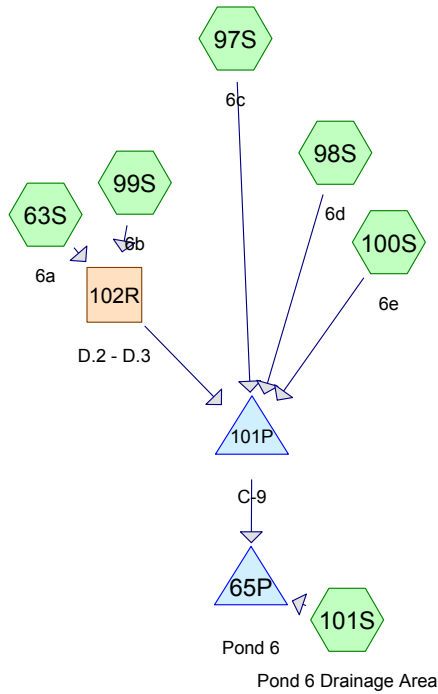 97S
6c
98S
6d
99S
6b
63S
6a
100S
6e
102R
D.2 - D.3
101P
C-9
65P
Pond 6
101S
Pond 6 Drainage Area